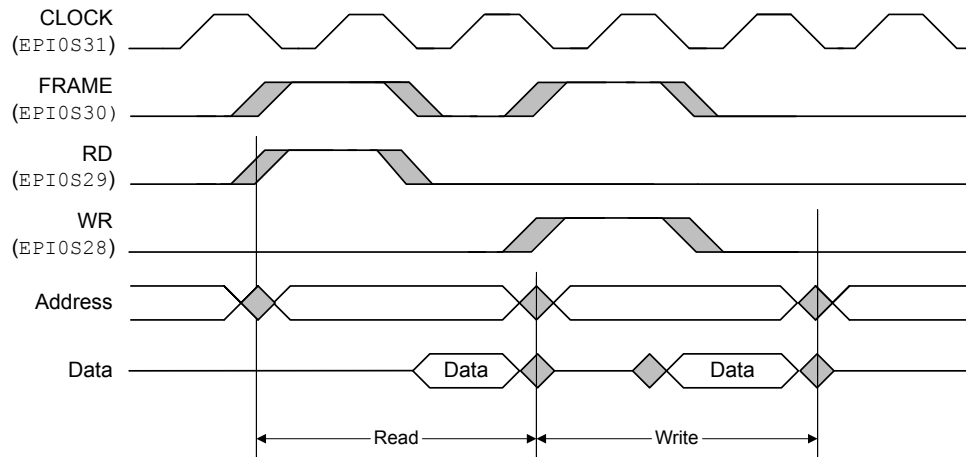 CLOCK
(EPI0S31)
FRAME
(EPI0S30)
RD
(EPI0S29)
WR
(EPI0S28)
Address
Data Data Data
Read Write